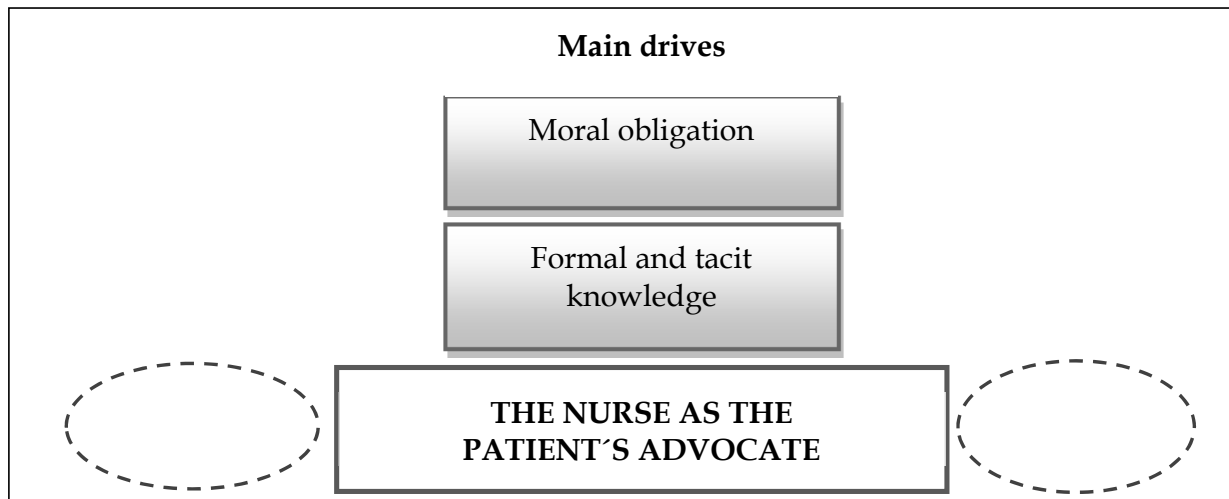 Main drives
Moral obligation
Formal and tacit
knowledge
THE NURSE AS THE
PATIENT´S ADVOCATE